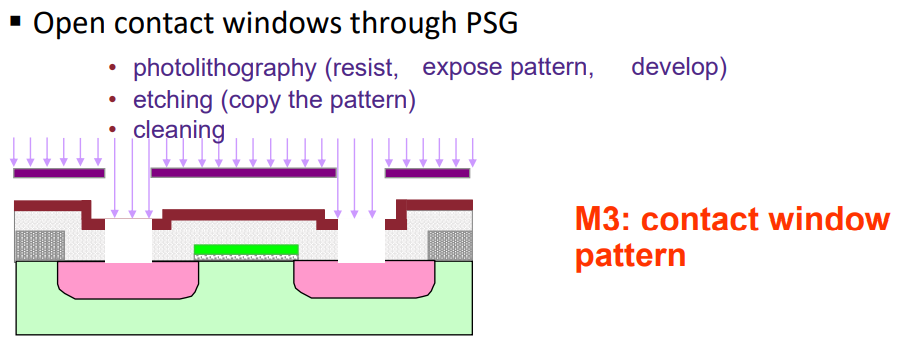 ▪ Open contact windows through PSG
• photolithography (resist, expose pattern, develop)
• etching (copy the pattern)
• cleaning
M3: contact window
pattern